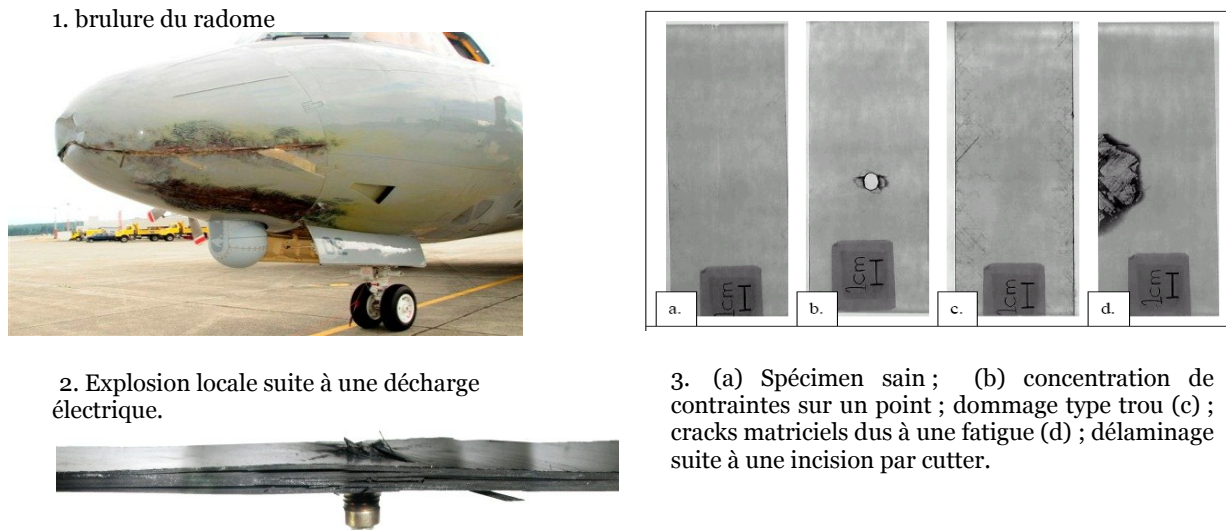 1. brulure du radome
2. Explosion locale suite à une décharge
électrique.
1cm
a.
1cm
b.
1cm
c.
1cm
d.
3. (a) Spécimen sain ; (b) concentration de
contraintes sur un point ; dommage type trou (c) ;
cracks matriciels dus à une fatigue (d) ; délaminage
suite à une incision par cutter.